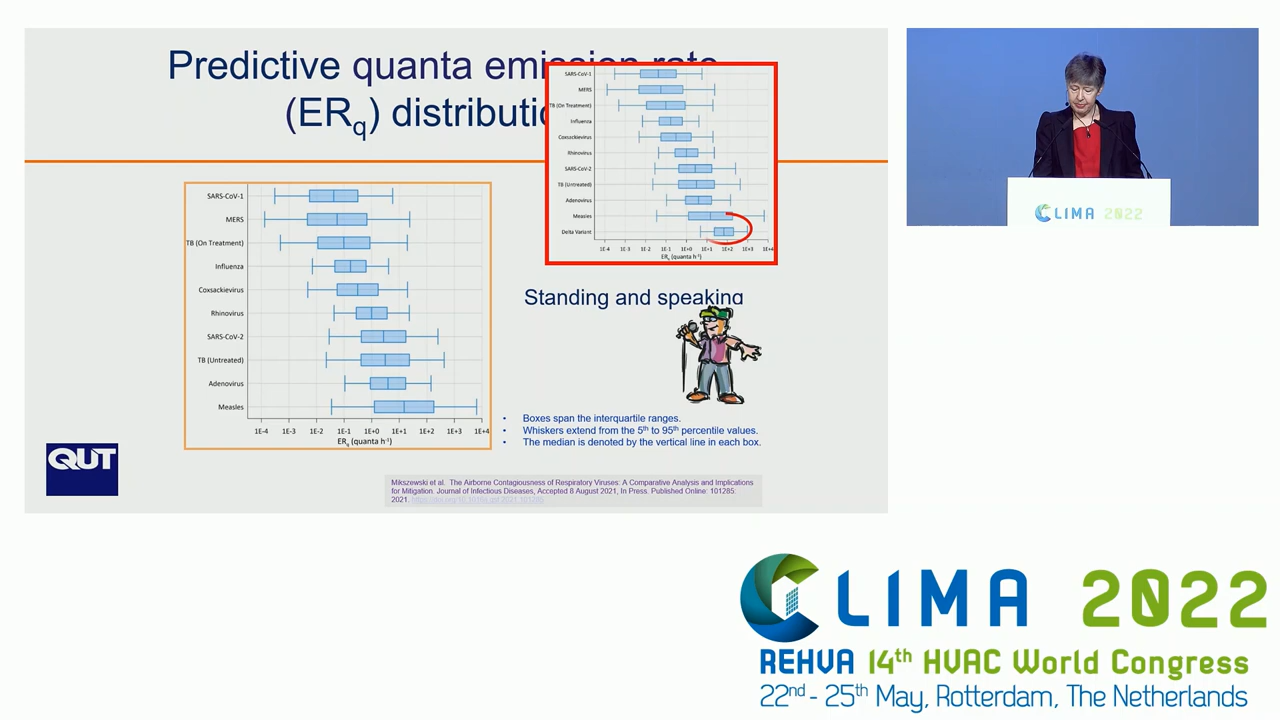 Predictive quanta emission rate
(ERq) distributio
SARS-CoV-1
MERS
TB (On Treatment)
Influenza
Coxsackievirus
Rhinovirus
SARS-CoV-2
TB (Untreated)
Adenovirus
Measles
Delta Variant
1E-4 1E-3 1E-2 1E-1 1E+0 1E+1 1E+2 1E+3 1E+4
ERq (quanta h-1)
SARS-CoV-1
MERS
TB (On Treatment)
Influenza
Coxsackievirus
Rhinovirus
SARS-CoV-2
TB (Untreated)
Adenovirus
Measles
1E-4 1E-3 1E-2 1E-1 1E+0 1E+1 1E+2 1E+3 1E+4
ERq (quanta h-1)
Standing and speaking
• Boxes span the interquartile ranges.
• Whiskers extend from the 5th to 95th percentile values.
• The median is denoted by the vertical line in each box.
QUT
Mikszewski et al. The Airborne Contagiousness of Respiratory Viruses: A Comparative Analysis and Implications
for Mitigation. Journal of Infectious Diseases, Accepted 8 August 2021, In Press. Published Online: 101285.
2021.
CLIMA 2022
CLIMA 2022
REHVA 14th HVAC World Congress
22nd - 25th May, Rotterdam, The Netherlands